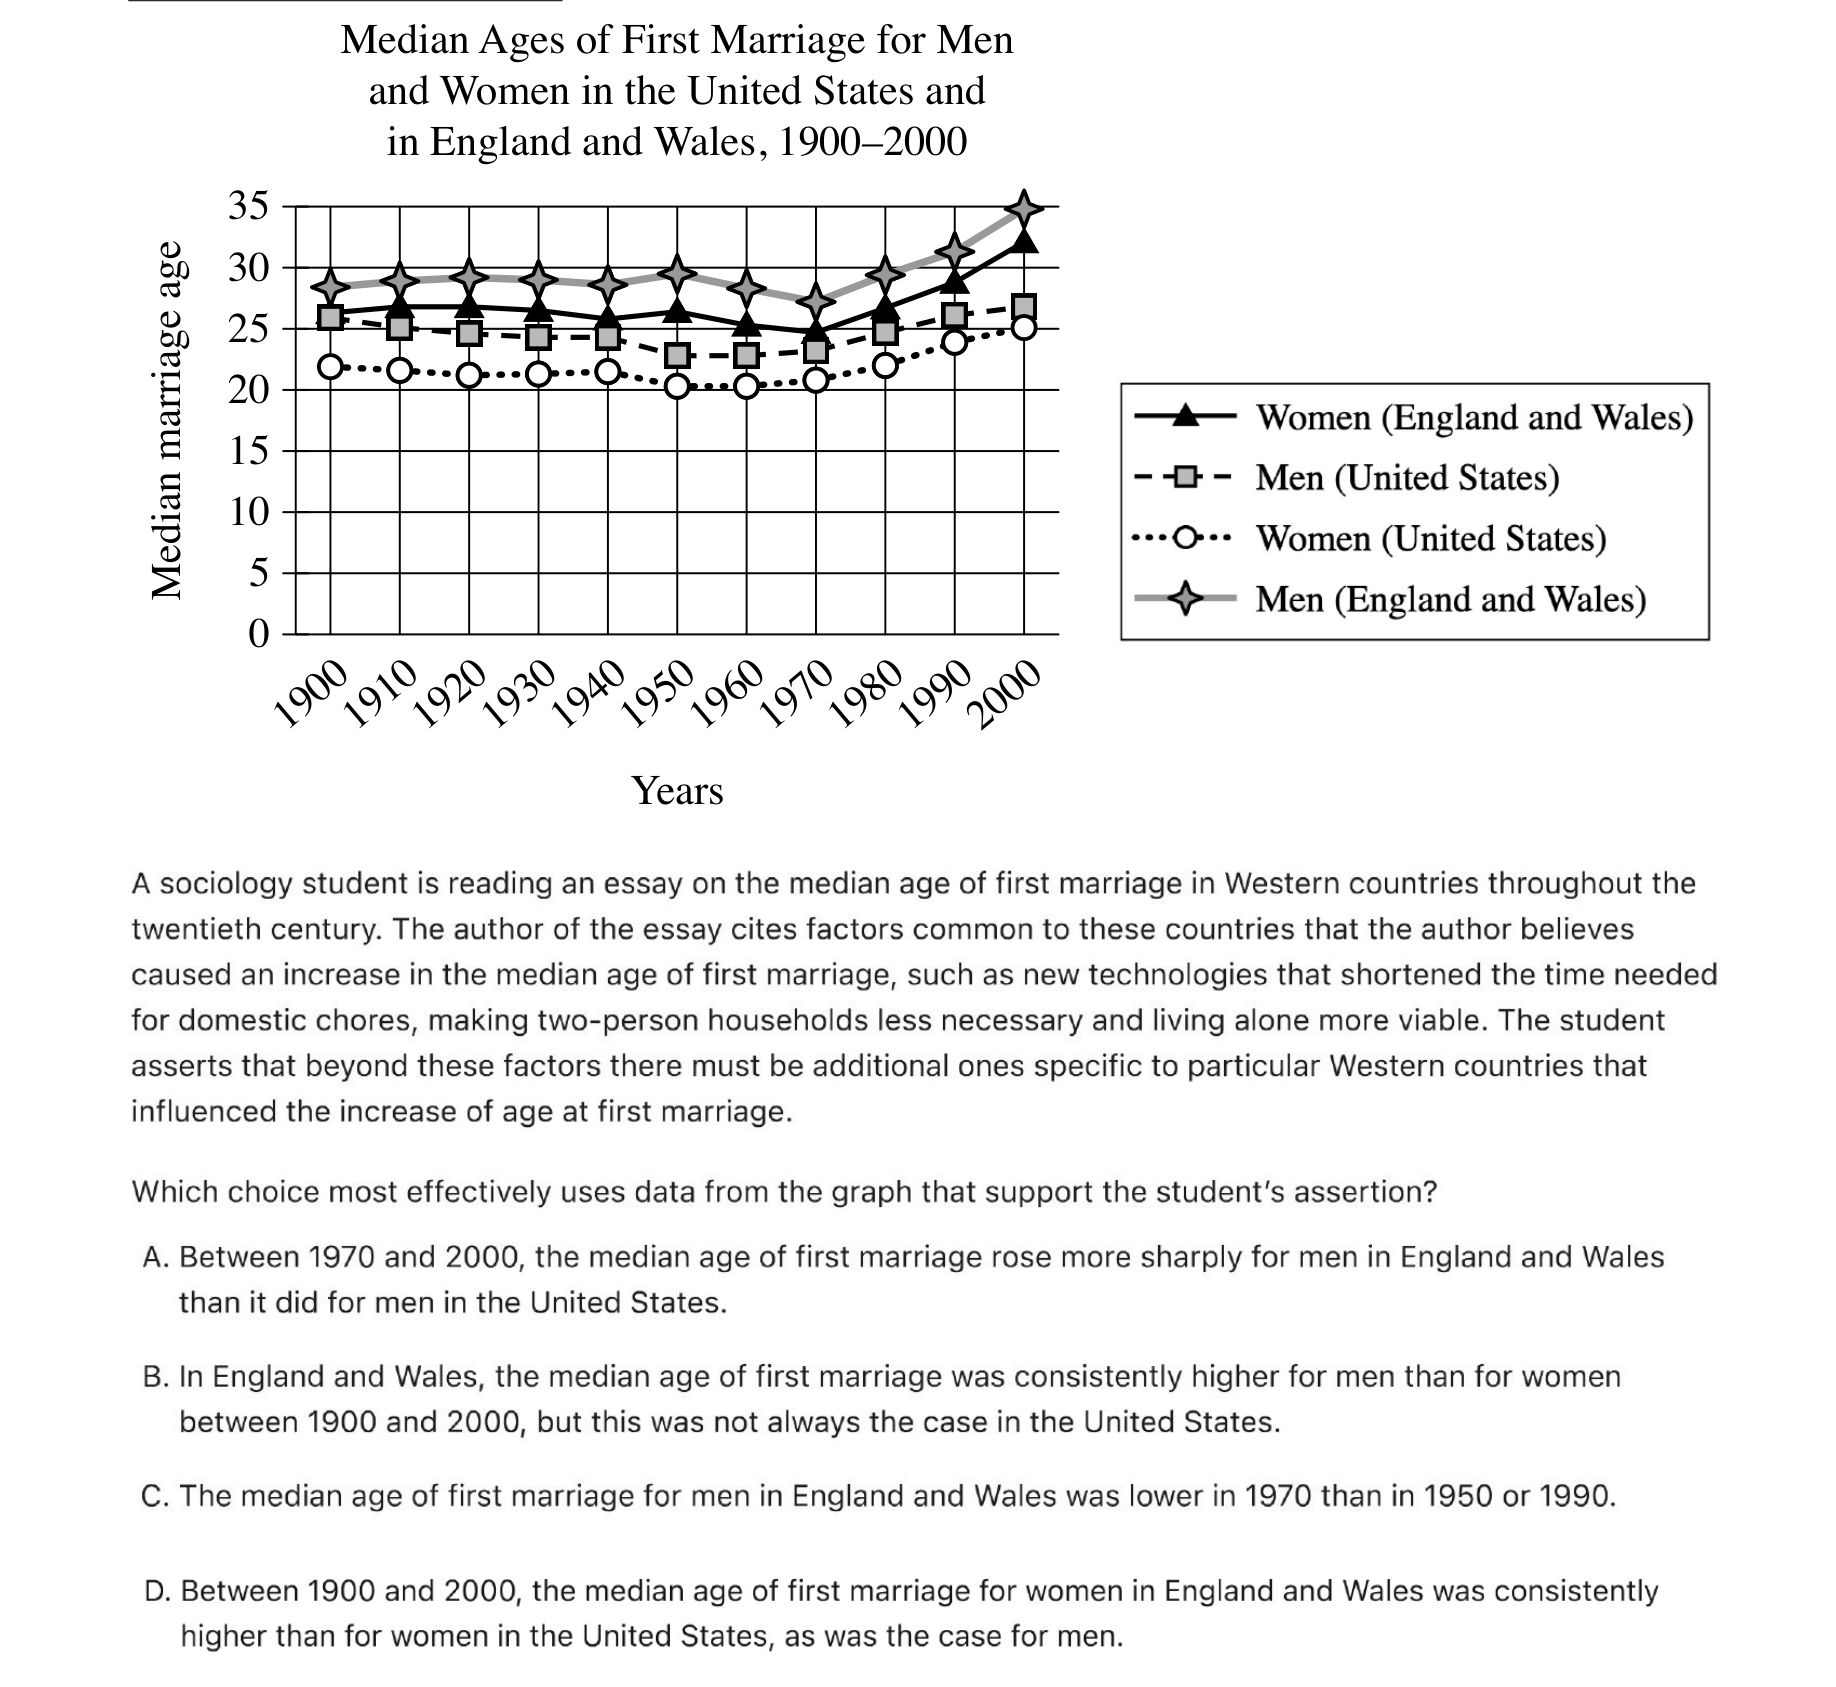 Median Ages of First Marriage for Men
and Women in the United States and
in England and Wales, 1900–2000
Median marriage age
35
30
25
20
15
10
5
0
1900
1910
1920
1930
1940
1950
1960
1970
1980
1990
2000
Years
Women (England and Wales)
Men (United States)
Women (United States)
Men (England and Wales)
A sociology student is reading an essay on the median age of first marriage in Western countries throughout the
twentieth century. The author of the essay cites factors common to these countries that the author believes
caused an increase in the median age of first marriage, such as new technologies that shortened the time needed
for domestic chores, making two-person households less necessary and living alone more viable. The student
asserts that beyond these factors there must be additional ones specific to particular Western countries that
influenced the increase of age at first marriage.
Which choice most effectively uses data from the graph that support the student’s assertion?
A. Between 1970 and 2000, the median age of first marriage rose more sharply for men in England and Wales
than it did for men in the United States.
B. In England and Wales, the median age of first marriage was consistently higher for men than for women
between 1900 and 2000, but this was not always the case in the United States.
C. The median age of first marriage for men in England and Wales was lower in 1970 than in 1950 or 1990.
D. Between 1900 and 2000, the median age of first marriage for women in England and Wales was consistently
higher than for women in the United States, as was the case for men.